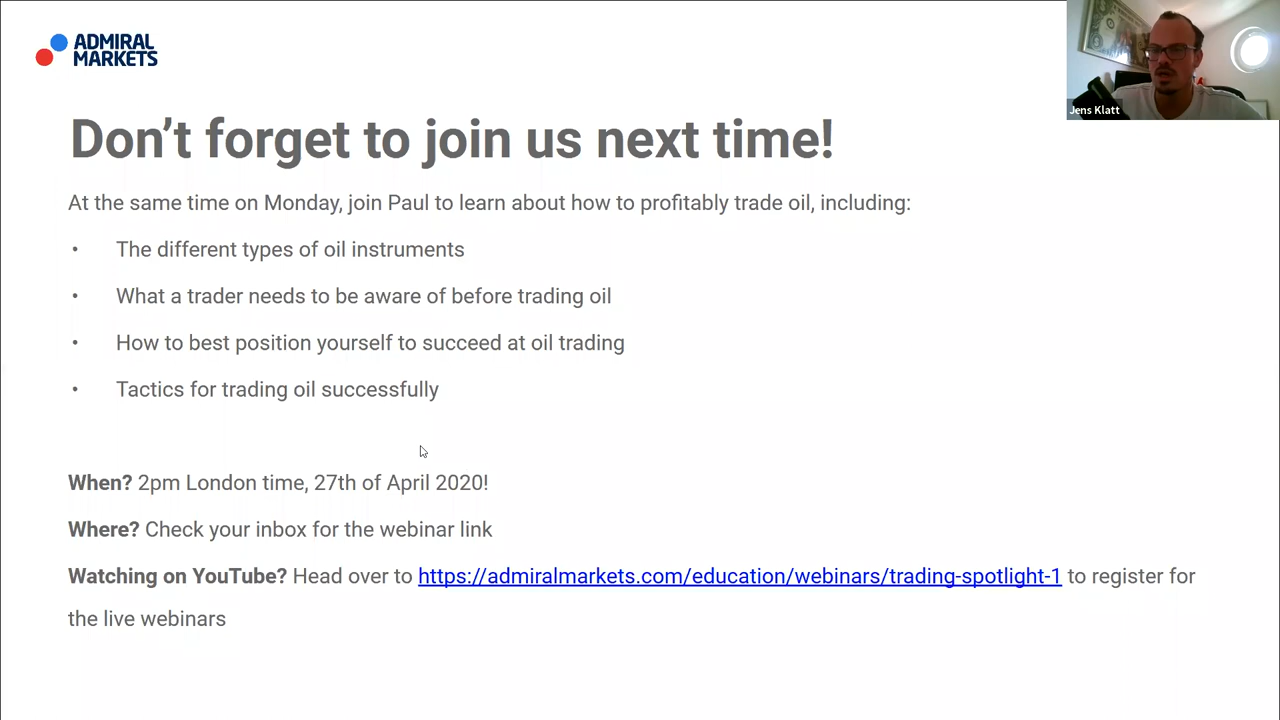 ADMIRAL
MARKETS
Jens Klatt
Don’t forget to join us next time!
At the same time on Monday, join Paul to learn about how to profitably trade oil, including:
• The different types of oil instruments
• What a trader needs to be aware of before trading oil
• How to best position yourself to succeed at oil trading
• Tactics for trading oil successfully
When? 2pm London time, 27th of April 2020!
Where? Check your inbox for the webinar link
Watching on YouTube? Head over to https://admiralmarkets.com/education/webinars/trading-spotlight-1 to register for
the live webinars